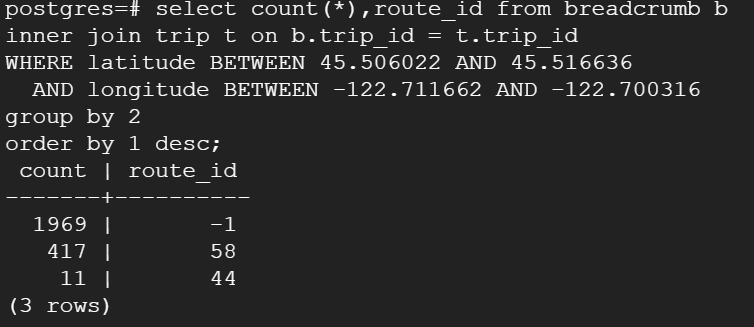 postgres=# select count(*),route_id from breadcrumb b
inner join trip t on b.trip_id = t.trip_id
WHERE latitude BETWEEN 45.506022 AND 45.516636
  AND longitude BETWEEN -122.711662 AND -122.700316
group by 2
order by 1 desc;
 count | route_id
-------+----------
  1969 |       -1
   417 |       58
    11 |       44
(3 rows)